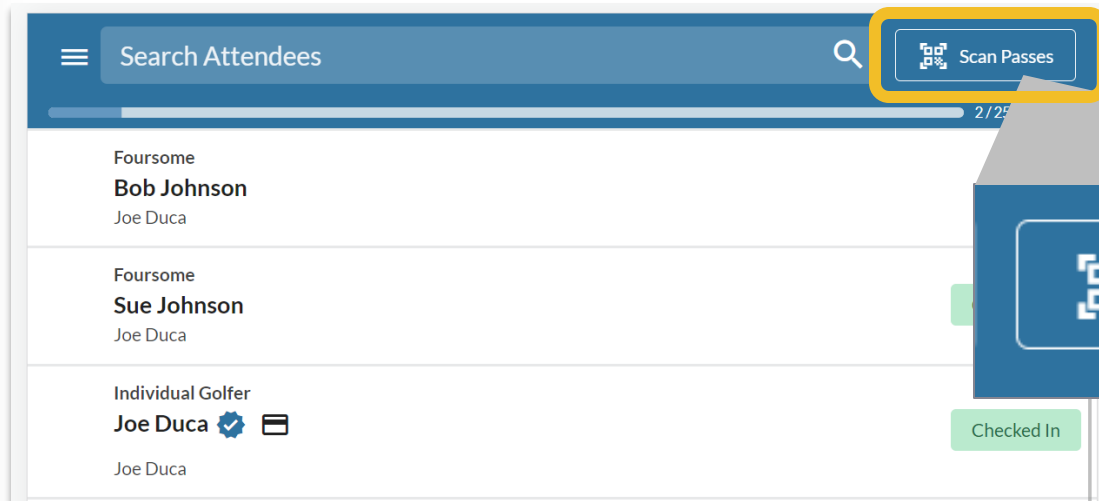 Search Attendees
Scan Passes
2/25
Foursome
Bob Johnson
Joe Duca
Foursome
Sue Johnson
Joe Duca
Individual Golfer
Joe Duca
Checked In
Joe Duca